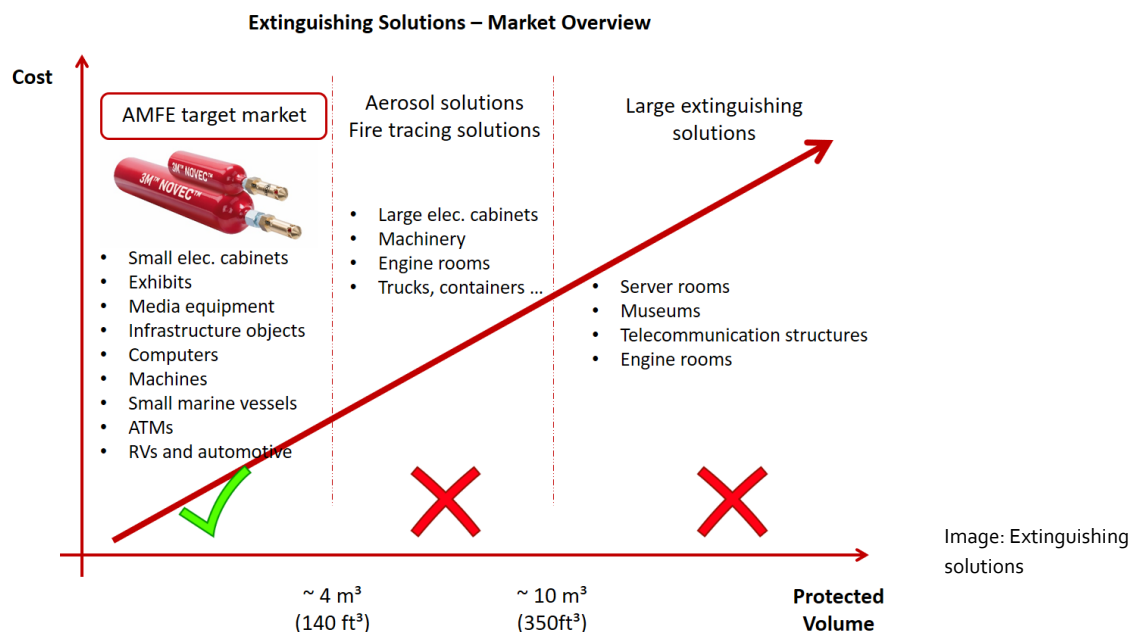 Extinguishing Solutions – Market Overview
Cost
AMFE target market
3M™ NOVEC™
3M™ NOVEC™
• Small elec. cabinets
• Exhibits
• Media equipment
• Infrastructure objects
• Computers
• Machines
• Small marine vessels
• ATMs
• RVs and automotive
Aerosol solutions
Fire tracing solutions
• Large elec. cabinets
• Machinery
• Engine rooms
• Trucks, containers ...
Large extinguishing
solutions
• Server rooms
• Museums
• Telecommunication structures
• Engine rooms
~ 4 m³
(140 ft³)
~ 10 m³
(350ft³)
Protected
Volume
Image: Extinguishing
solutions